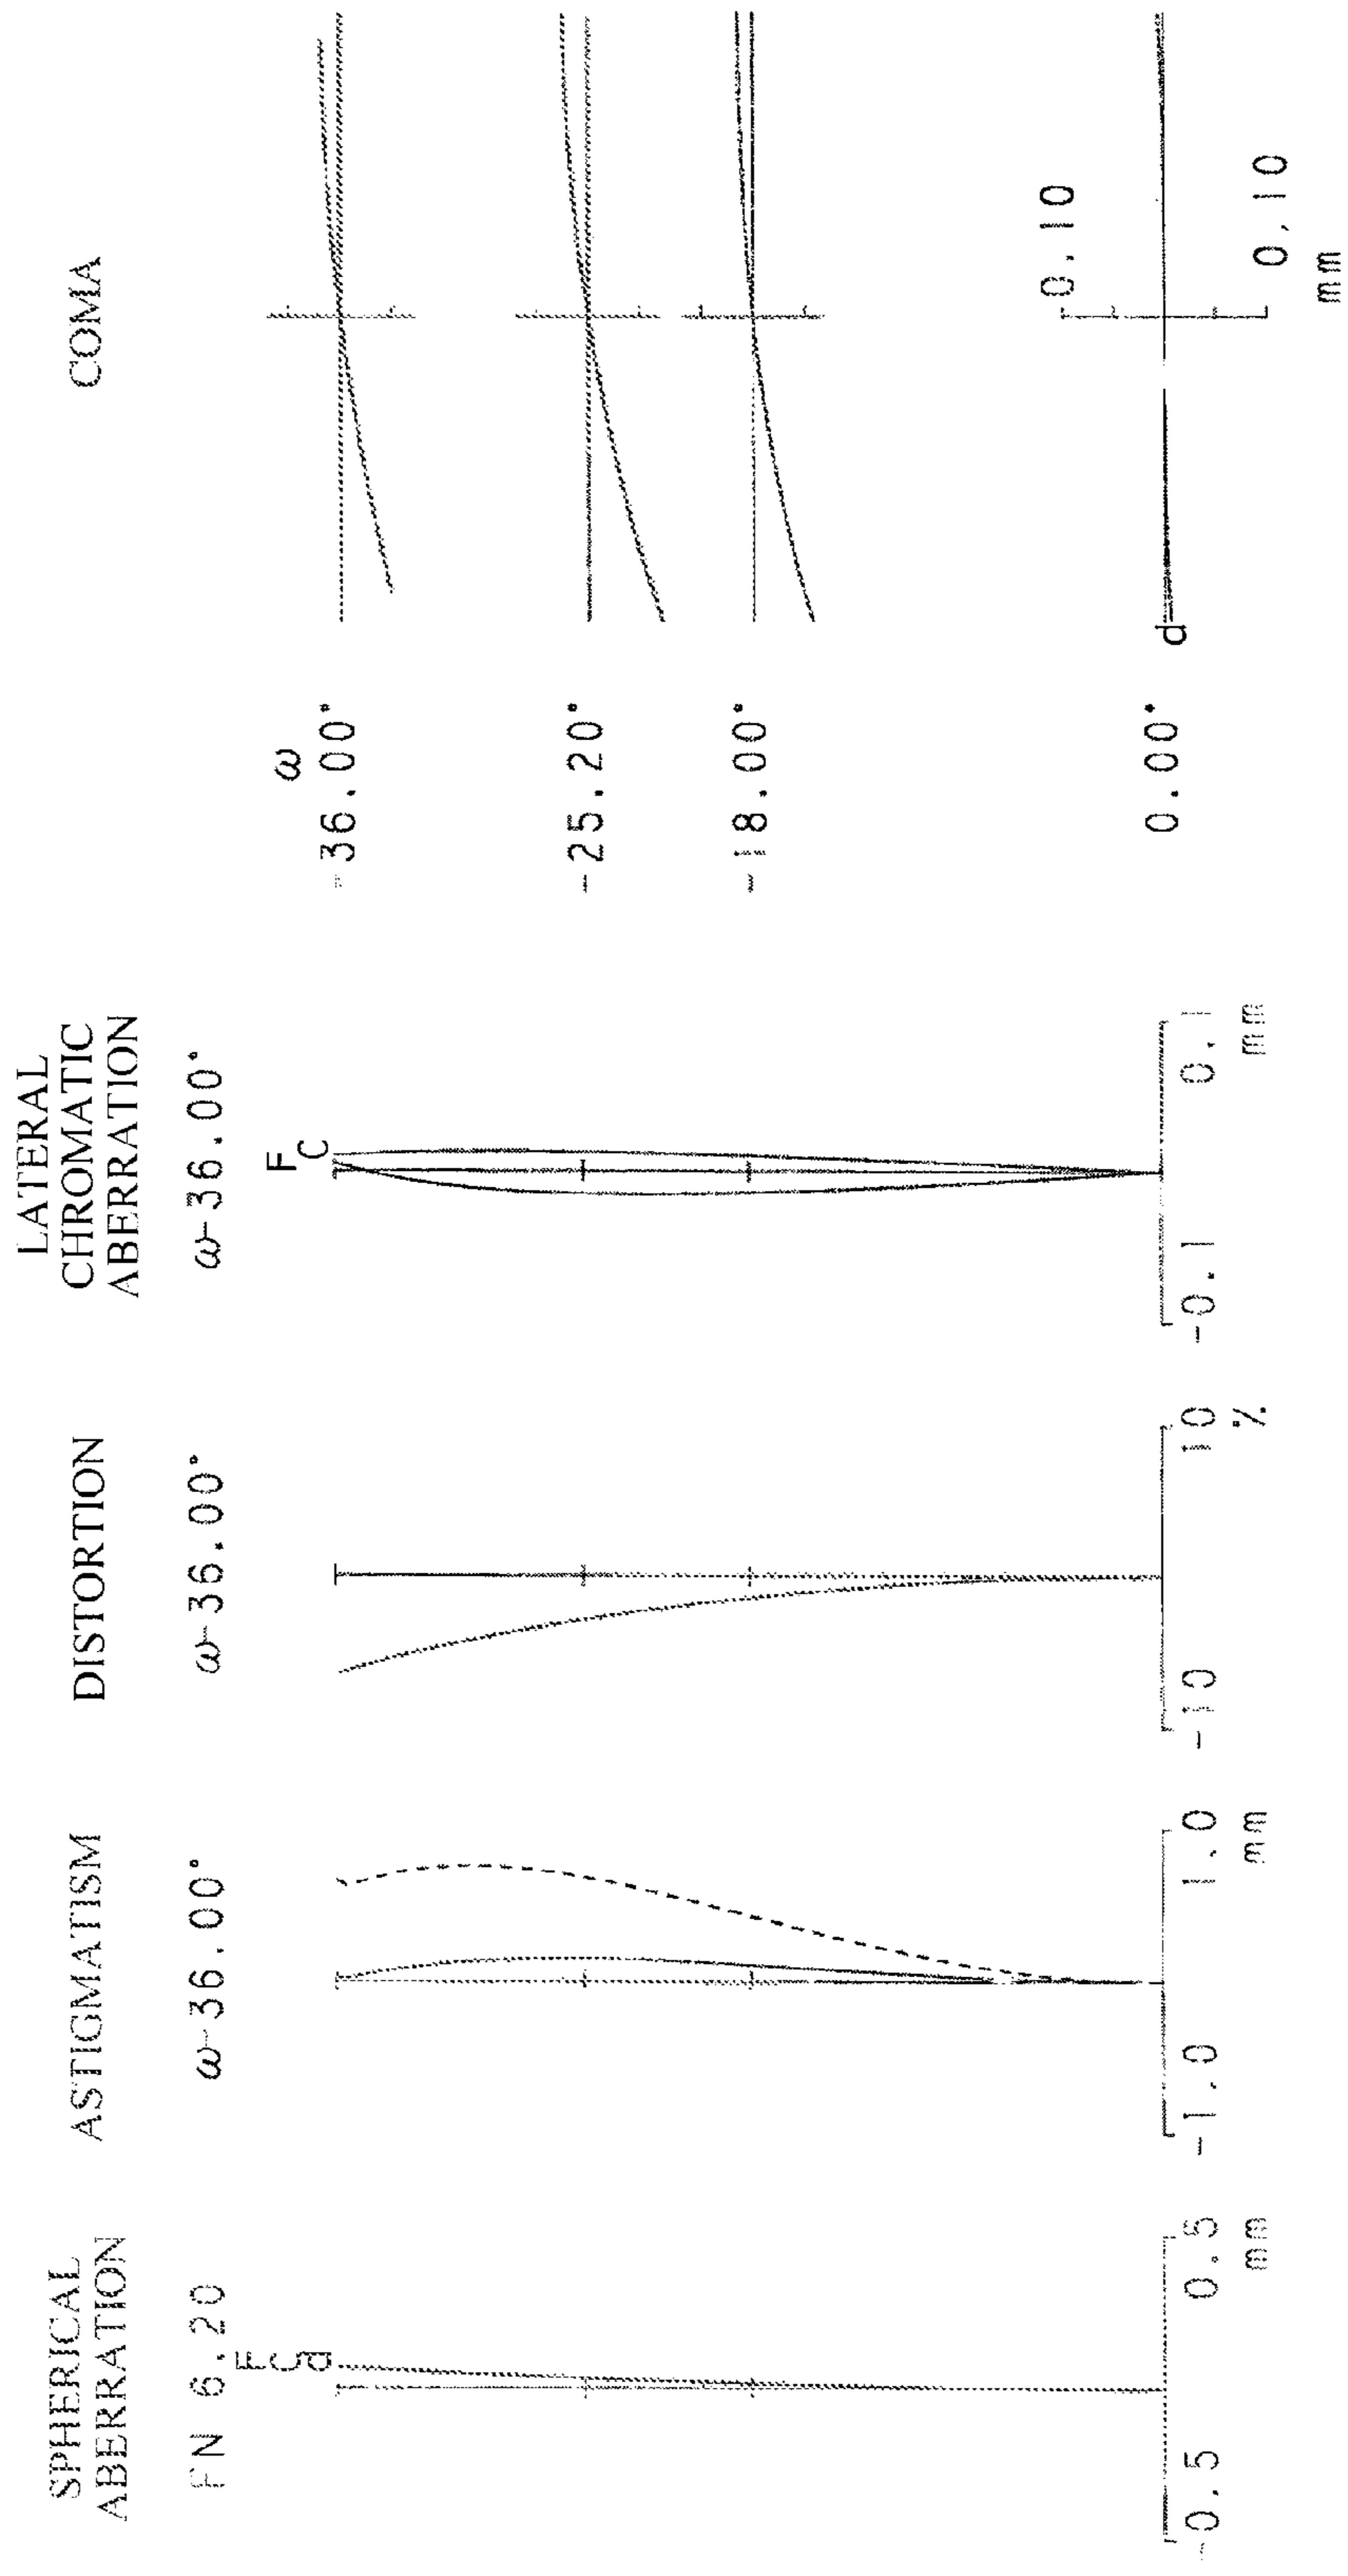 SPHERICAL
ABERRATION
FN 6.20
F
C
d
-0.5
0.5
mm
ASTIGMATISM
ω-36.00°
-1.0
1.0
mm
DISTORTION
ω-36.00°
-10
10
%
LATERAL
CHROMATIC
ABERRATION
ω-36.00°
F
C
-0.1
0.1
mm
COMA
ω
-36.00°
-25.20°
-18.00°
0.00°
d
0.10
0.10
mm